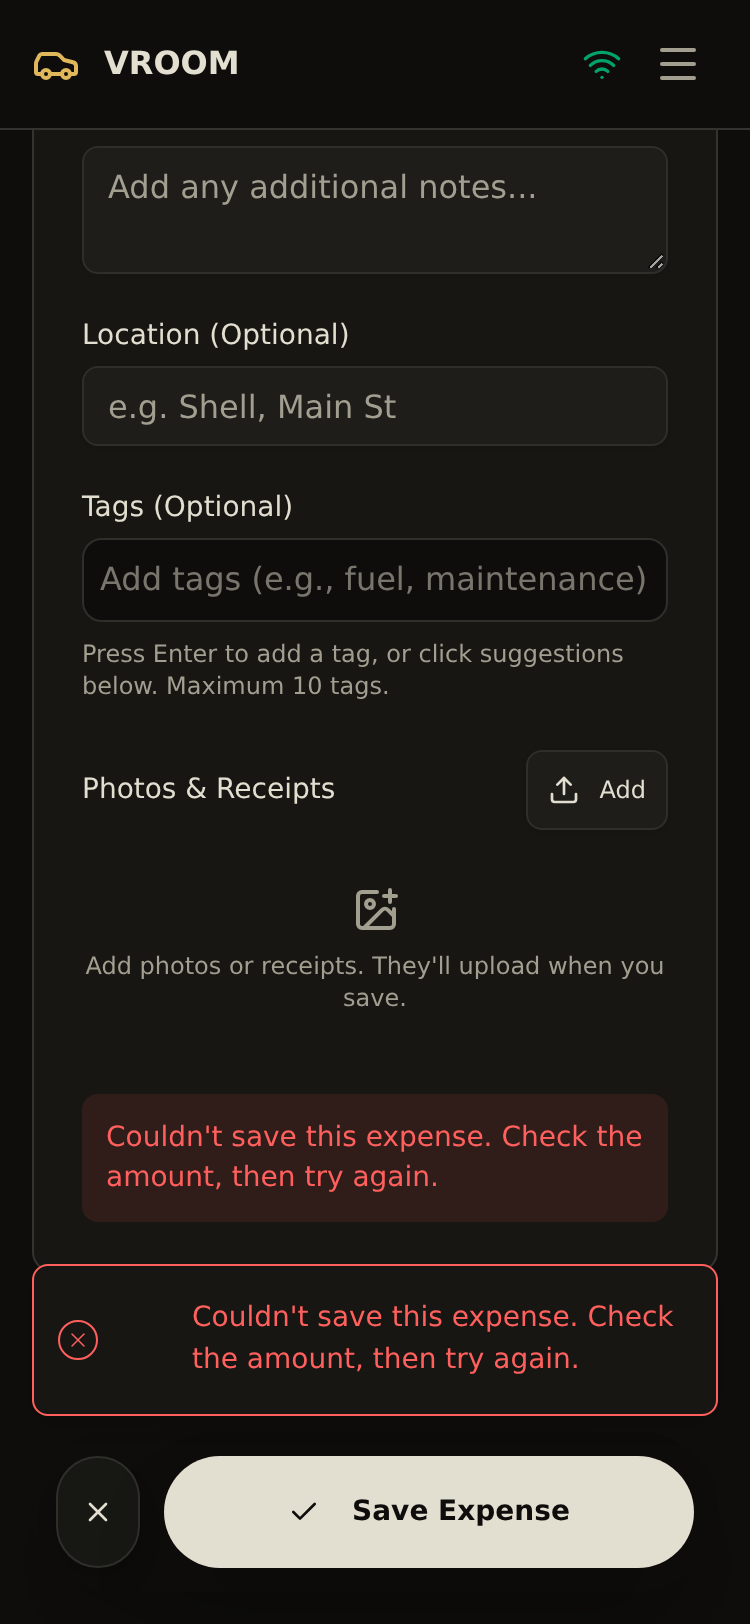 VROOM
Add any additional notes...
Location (Optional)
e.g. Shell, Main St
Tags (Optional)
Add tags (e.g., fuel, maintenance)
Press Enter to add a tag, or click suggestions
below. Maximum 10 tags.
Photos & Receipts
Add
Add photos or receipts. They'll upload when you
save.
Couldn't save this expense. Check the
amount, then try again.
Couldn't save this expense. Check
the amount, then try again.
Save Expense